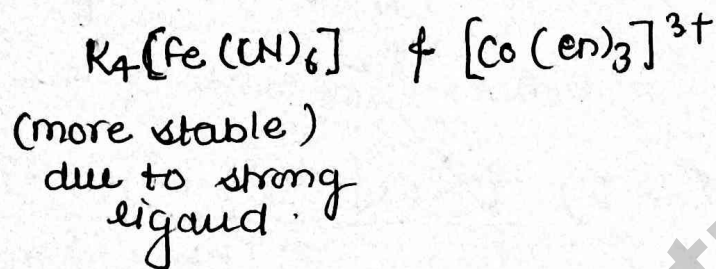 K4[Fe(CN)6] & [Co(en)3]3+
(more stable)
due to strong
ligand.